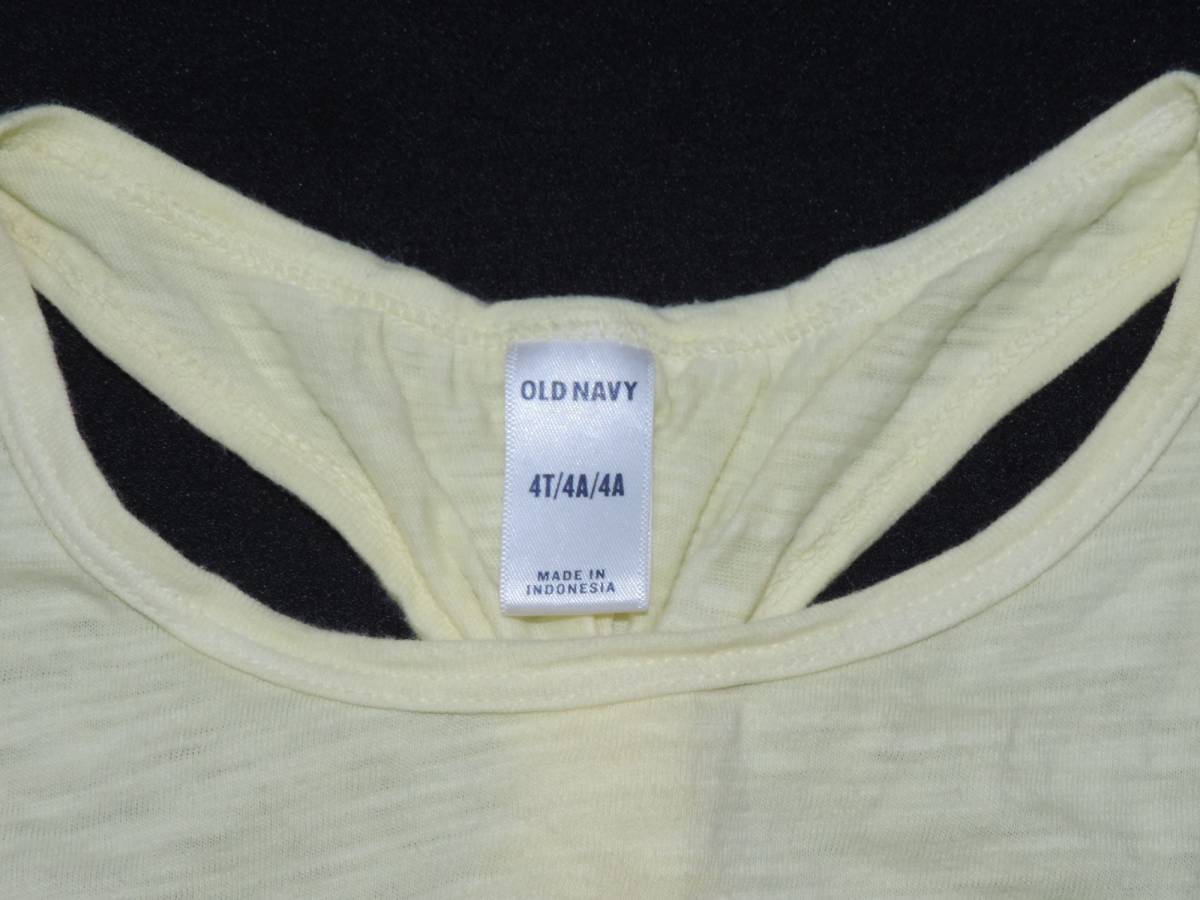 OLD NAVY
4T/4A/4A
MADE IN
INDONESIA